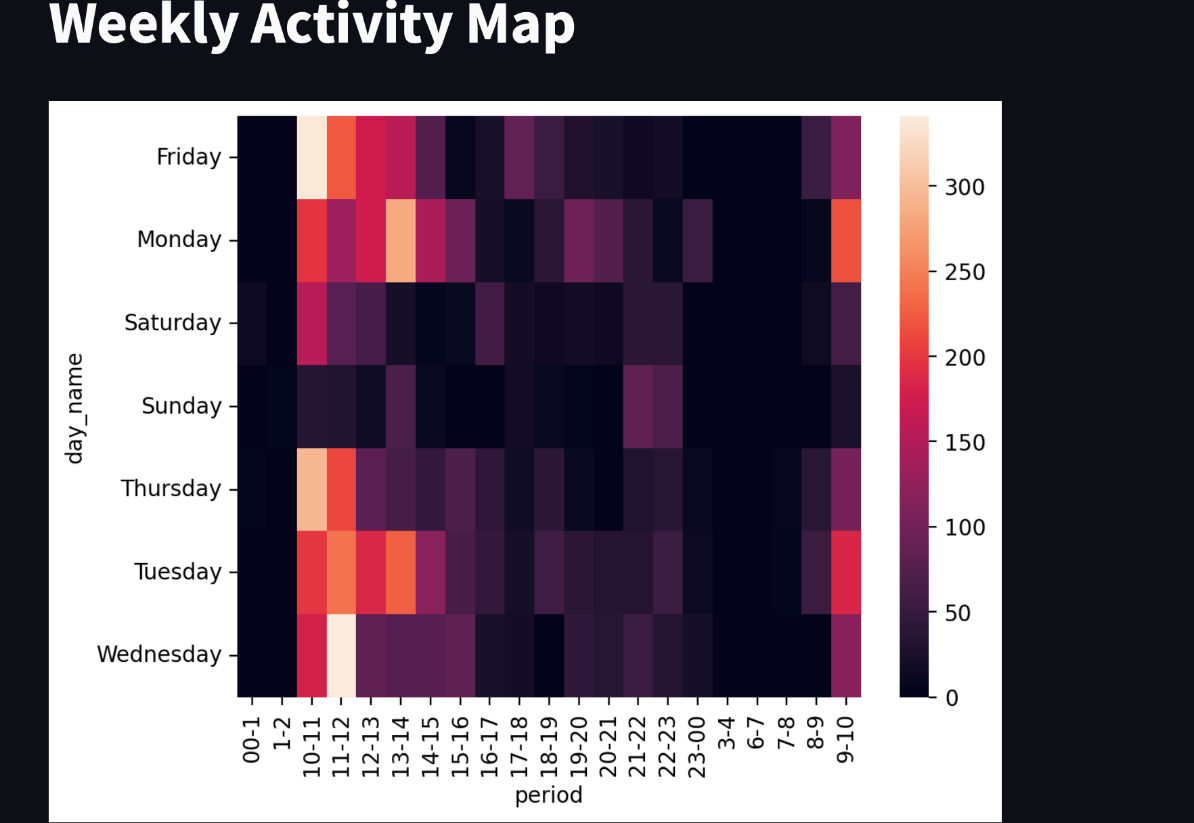 Weekly Activity Map
Friday
Monday
Saturday
Sunday
Thursday
Tuesday
Wednesday
day_name
00-1
1-2
10-11
11-12
12-13
13-14
14-15
15-16
16-17
17-18
18-19
19-20
20-21
21-22
22-23
23-00
3-4
6-7
7-8
8-9
9-10
period
300
250
200
150
100
50
0